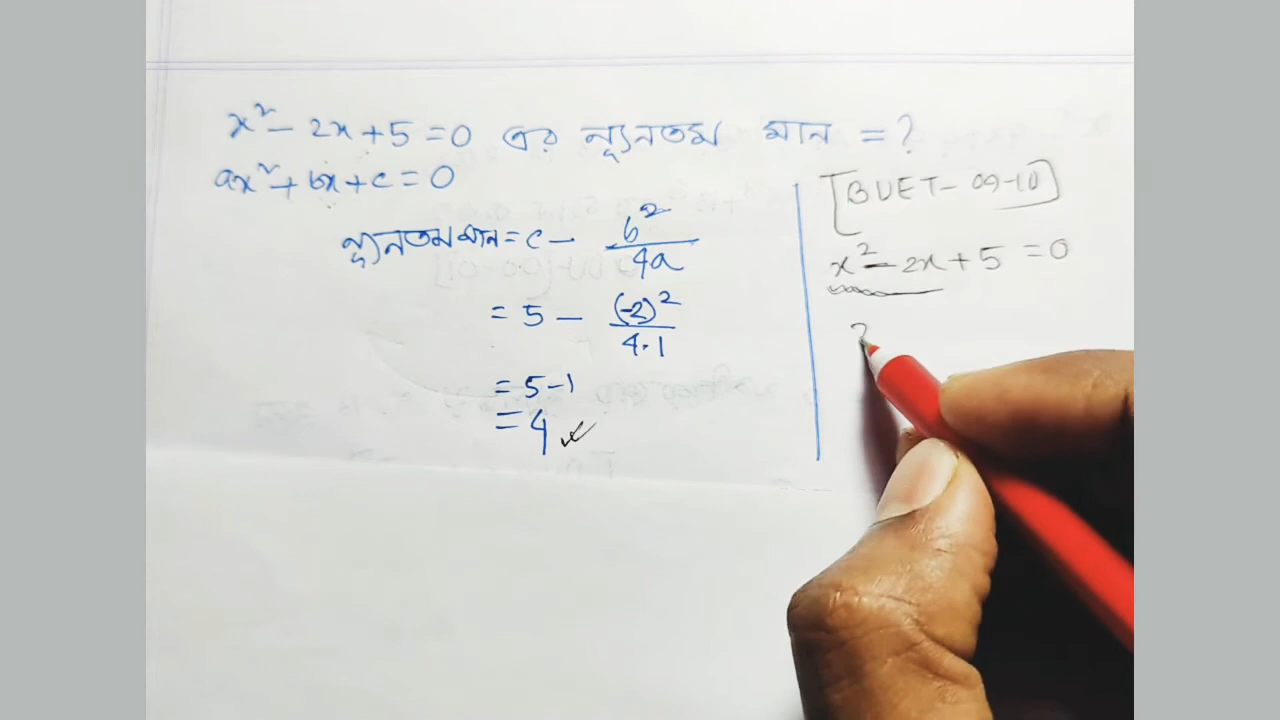 x² - 2x + 5 = 0 এর ন্যূনতম মান = ?
ax² + bx + c = 0
ন্যূনতম মান = c - b²/4a
= 5 - (-2)²/4·1
= 5 - 1
= 4
[BUET - 09-10]
x² - 2x + 5 = 0